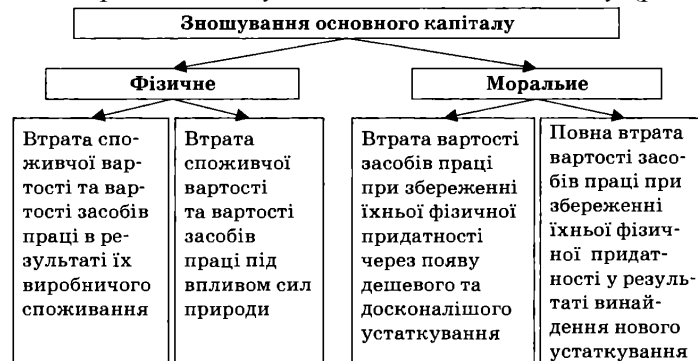 Зношування основного капіталу
Фізичне
Моральне
Втрата спо-
живчої вар-
тості та вар-
тості засобів
праці в ре-
зультаті їх
виробничого
споживання
Втрата
споживчої
вартості
та вартості
засобів
праці під
впливом сил
природи
Втрата вартості
засобів праці
при збереженні
їхньої фізичної
придатності
через появу
дешевого та
досконалішого
устаткування
Повна втрата
вартості засо-
бів праці при
збереженні
їхньої фізич-
ної придат-
ності у резуль-
таті винай-
дення нового
устаткування